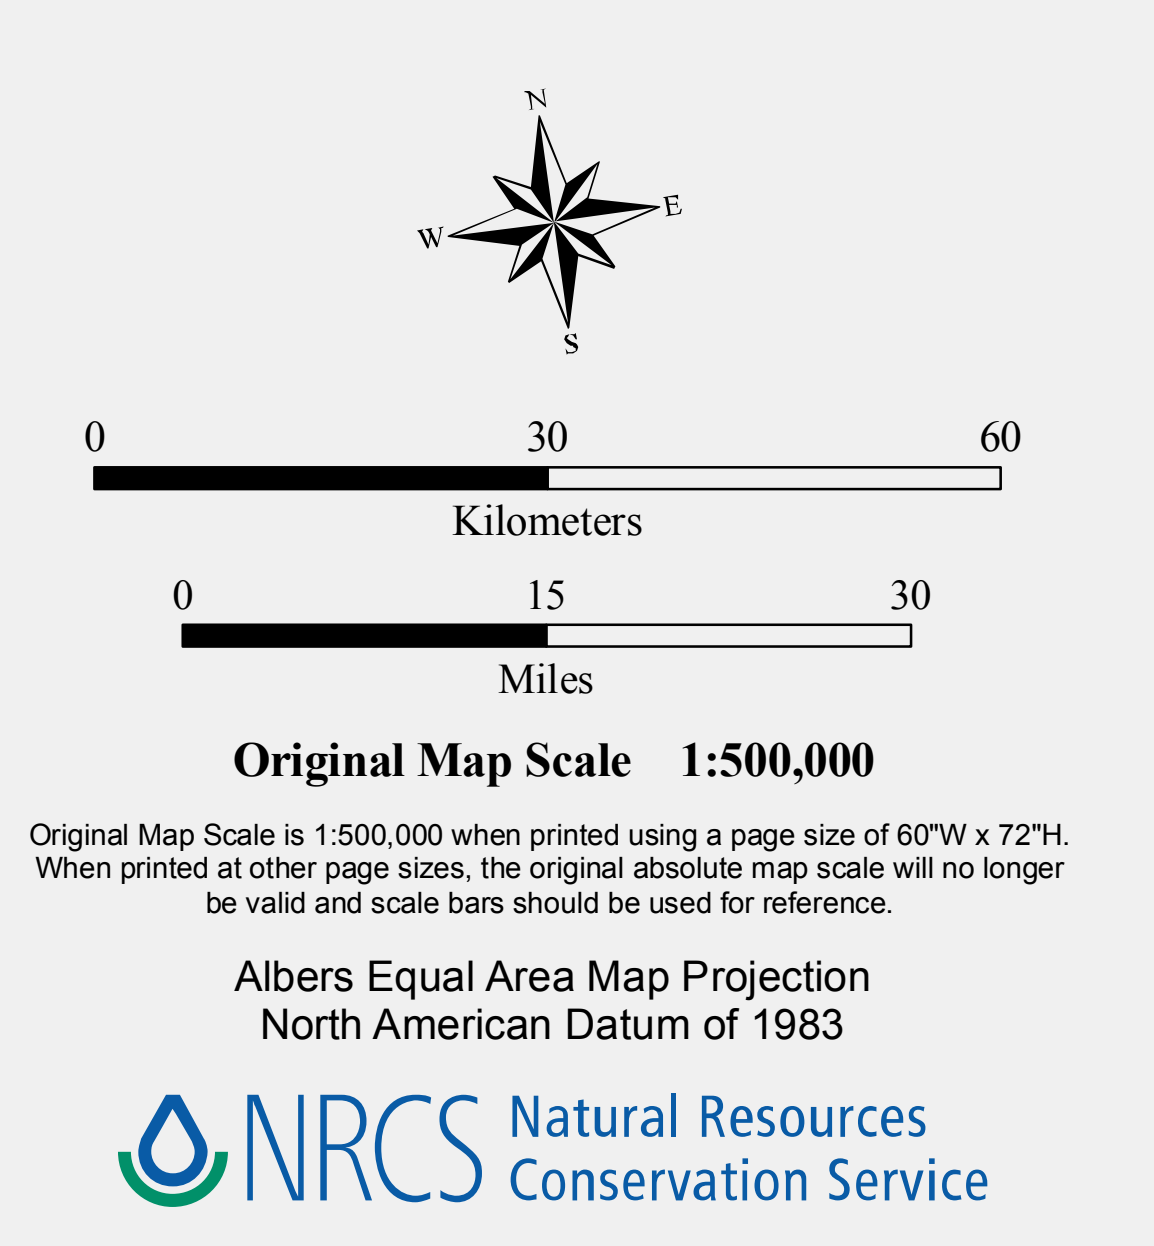 N
W E
S
0 30 60
Kilometers
0 15 30
Miles
Original Map Scale 1:500,000
Original Map Scale is 1:500,000 when printed using a page size of 60"W x 72"H.
When printed at other page sizes, the original absolute map scale will no longer
be valid and scale bars should be used for reference.
Albers Equal Area Map Projection
North American Datum of 1983
NRCS Natural Resources
Conservation Service